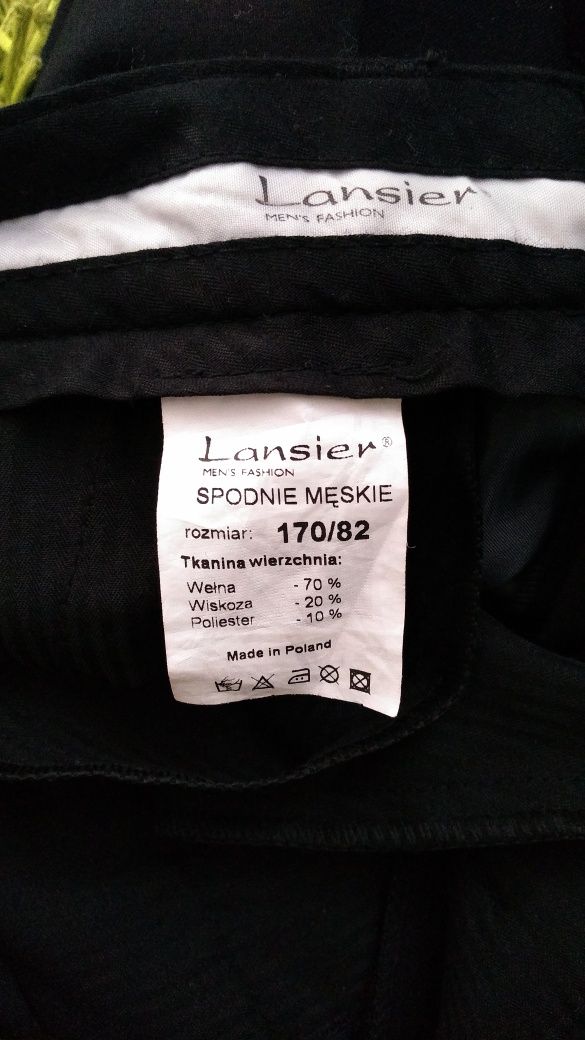 Lansier
MEN'S FASHION
Lansier®
MEN'S FASHION
SPODNIE MĘSKIE
rozmiar: 170/82
Tkanina wierzchnia:
Wełna - 70 %
Wiskoza - 20 %
Poliester - 10 %
Made in Poland